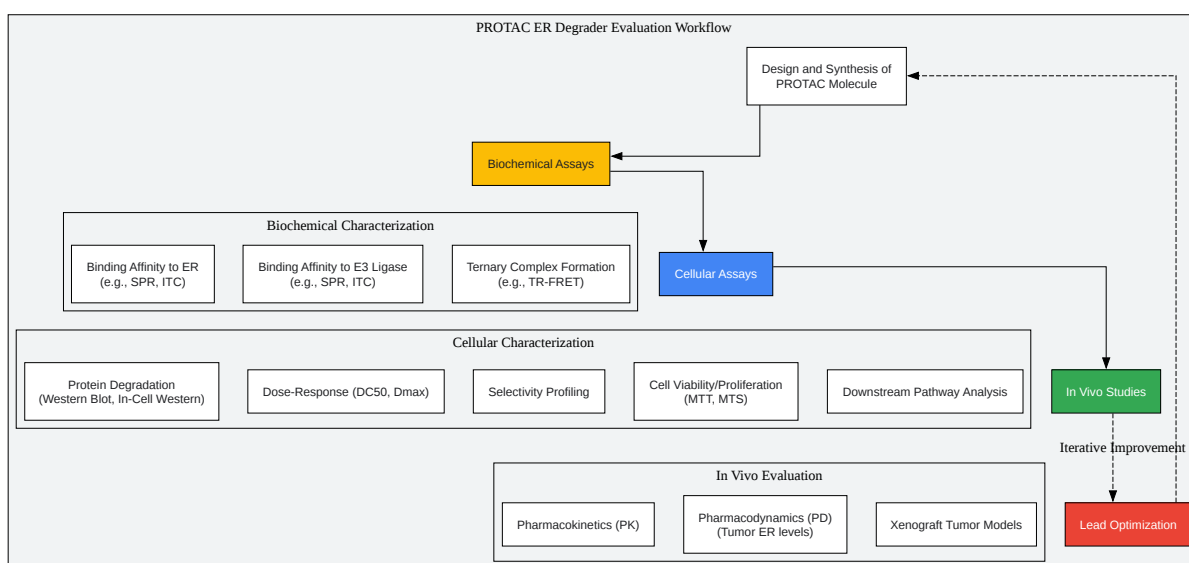 PROTAC ER Degrader Evaluation Workflow
Design and Synthesis of
PROTAC Molecule
Biochemical Assays
Biochemical Characterization
Binding Affinity to ER
(e.g., SPR, ITC)
Binding Affinity to E3 Ligase
(e.g., SPR, ITC)
Ternary Complex Formation
(e.g., TR-FRET)
Cellular Assays
Cellular Characterization
Protein Degradation
(Western Blot, In-Cell Western)
Dose-Response (DC50, Dmax)
Selectivity Profiling
Cell Viability/Proliferation
(MTT, MTS)
Downstream Pathway Analysis
In Vivo Studies
Iterative Improvement
In Vivo Evaluation
Pharmacokinetics (PK)
Pharmacodynamics (PD)
(Tumor ER levels)
Xenograft Tumor Models
Lead Optimization